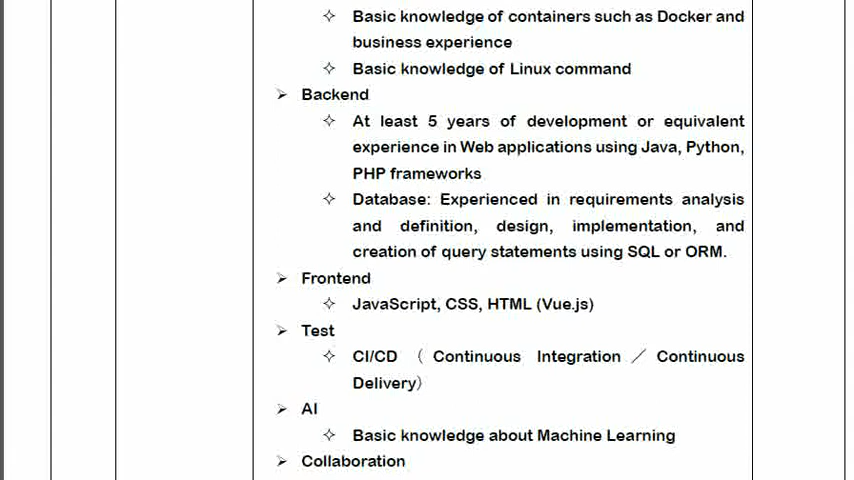 ✧ Basic knowledge of containers such as Docker and
business experience
✧ Basic knowledge of Linux command
➢ Backend
✧ At least 5 years of development or equivalent
experience in Web applications using Java, Python,
PHP frameworks
✧ Database: Experienced in requirements analysis
and definition, design, implementation, and
creation of query statements using SQL or ORM.
➢ Frontend
✧ JavaScript, CSS, HTML (Vue.js)
➢ Test
✧ CI/CD （Continuous Integration ／ Continuous
Delivery）
➢ AI
✧ Basic knowledge about Machine Learning
➢ Collaboration